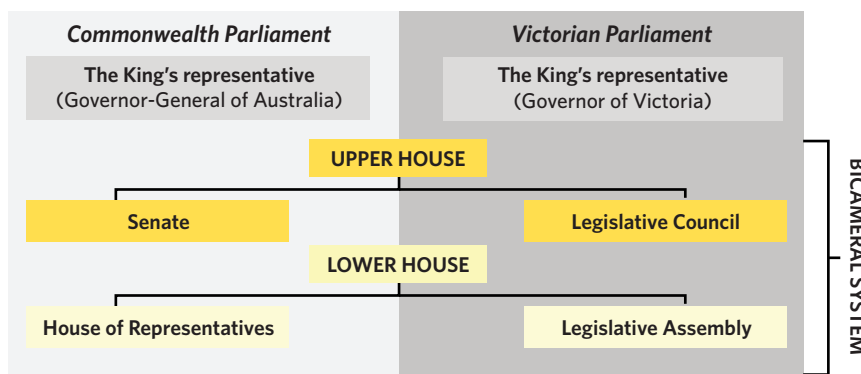 Commonwealth Parliament
Victorian Parliament
The King’s representative
(Governor-General of Australia)
The King’s representative
(Governor of Victoria)
UPPER HOUSE
Senate
Legislative Council
LOWER HOUSE
House of Representatives
Legislative Assembly
BICAMERAL SYSTEM